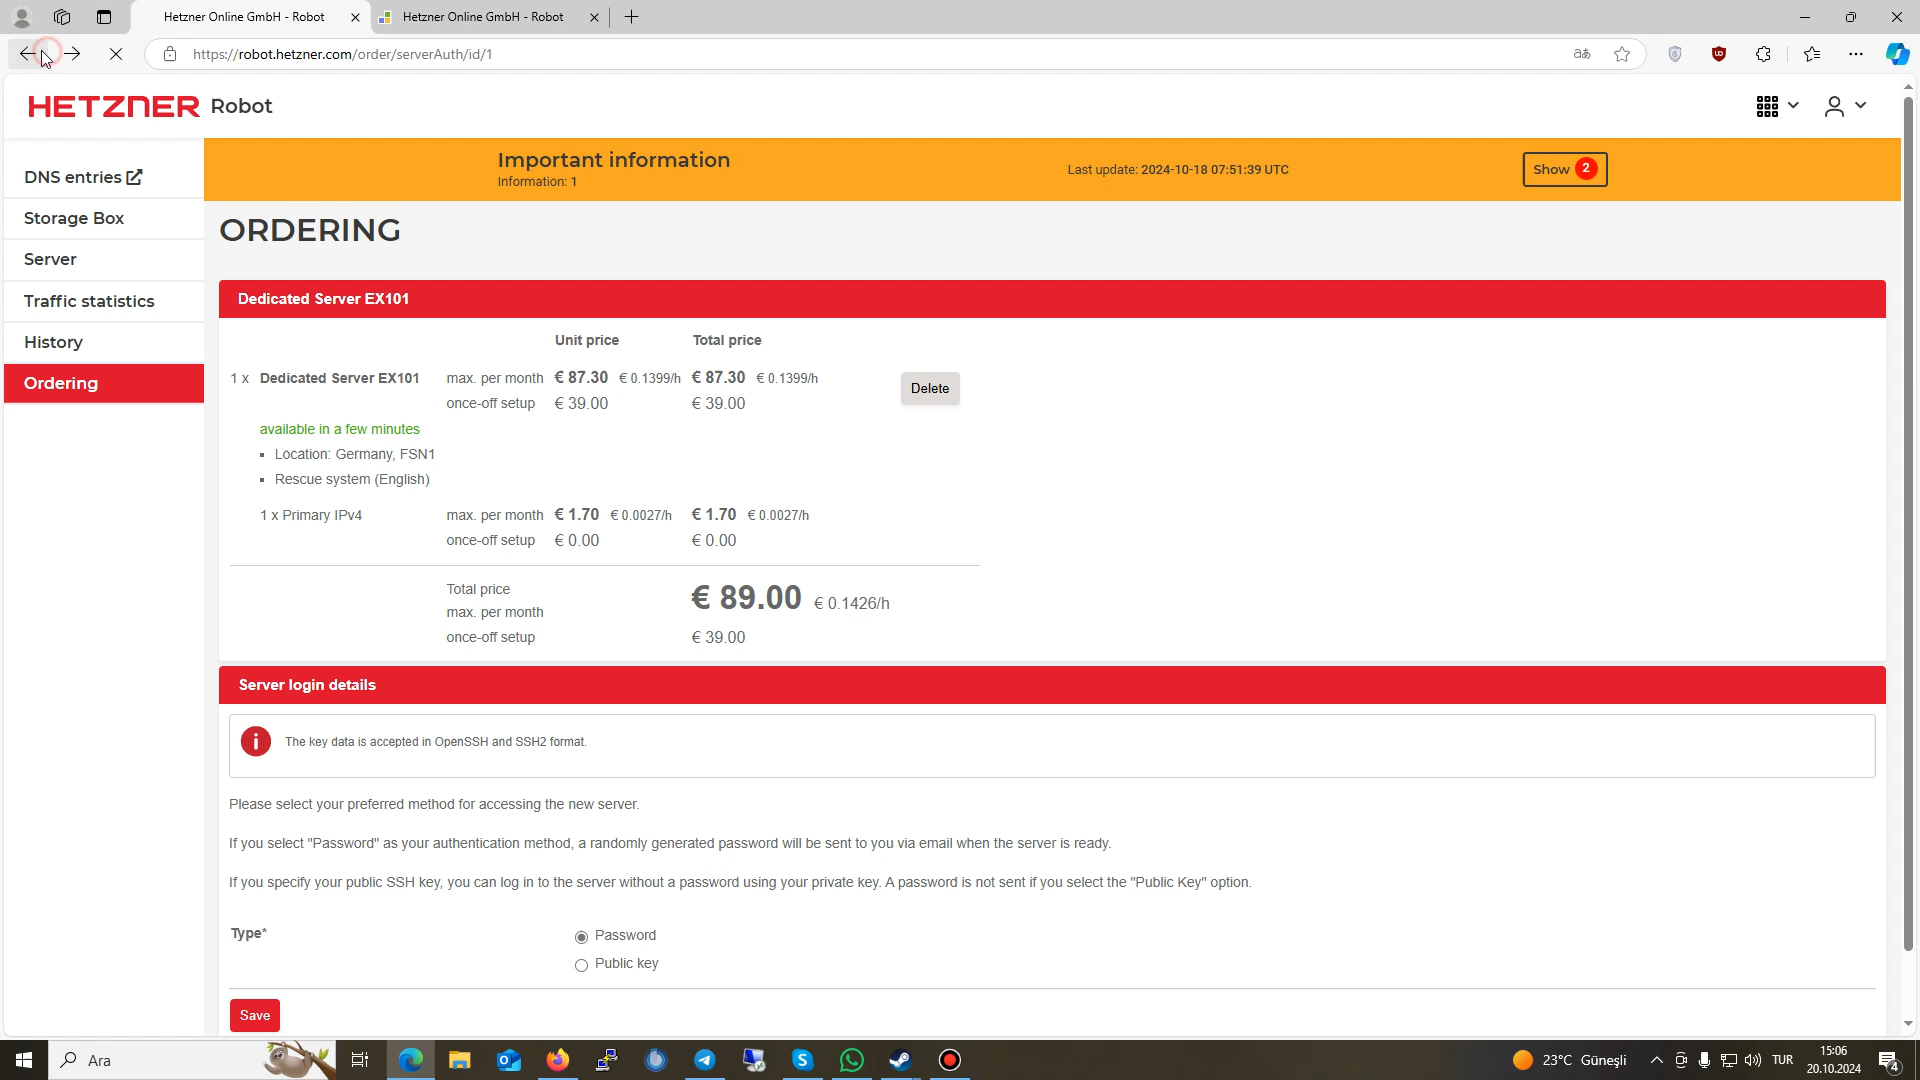 Hetzner Online GmbH - Robot
Hetzner Online GmbH - Robot
https://robot.hetzner.com/order/serverAuth/id/1
HETZNER Robot
DNS entries
Storage Box
Server
Traffic statistics
History
Ordering
Important information
Information: 1
Last update: 2024-10-18 07:51:39 UTC
Show 2
ORDERING
Dedicated Server EX101
Unit price Total price
1 x Dedicated Server EX101 max. per month € 87.30 € 0.1399/h € 87.30 € 0.1399/h
Delete
once-off setup € 39.00 € 39.00
available in a few minutes
Location: Germany, FSN1
Rescue system (English)
1 x Primary IPv4 max. per month € 1.70 € 0.0027/h € 1.70 € 0.0027/h
once-off setup € 0.00 € 0.00
Total price
max. per month € 89.00 € 0.1426/h
once-off setup € 39.00
Server login details
The key data is accepted in OpenSSH and SSH2 format.
Please select your preferred method for accessing the new server.
If you select "Password" as your authentication method, a randomly generated password will be sent to you via email when the server is ready.
If you specify your public SSH key, you can log in to the server without a password using your private key. A password is not sent if you select the "Public Key" option.
Type*
Password
Public key
Save
Ara
23°C Güneşli
TUR
15:06
20.10.2024
4